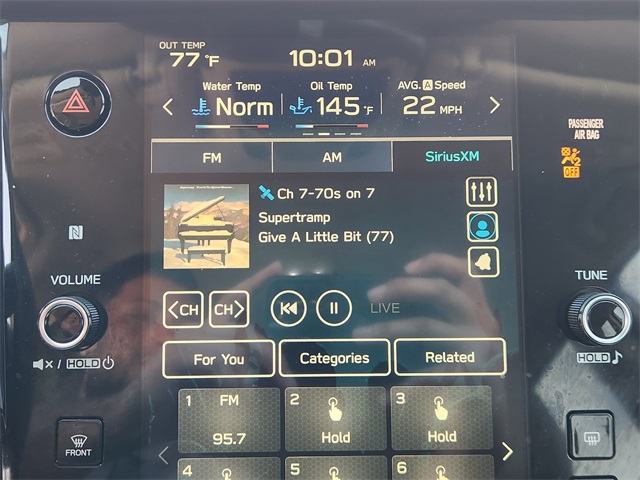 OUT TEMP
77 °F
10:01 AM
Water Temp
Norm
Oil Temp
145 °F
AVG. A Speed
22 MPH
PASSENGER
AIR BAG
OFF
FM
AM
SiriusXM
Ch 7-70s on 7
Supertramp
Give A Little Bit (77)
N
VOLUME
TUNE
<CH
CH>
LIVE
/ HOLD
HOLD
For You
Categories
Related
1 FM
95.7
2
Hold
3
Hold
FRONT
4
5
6